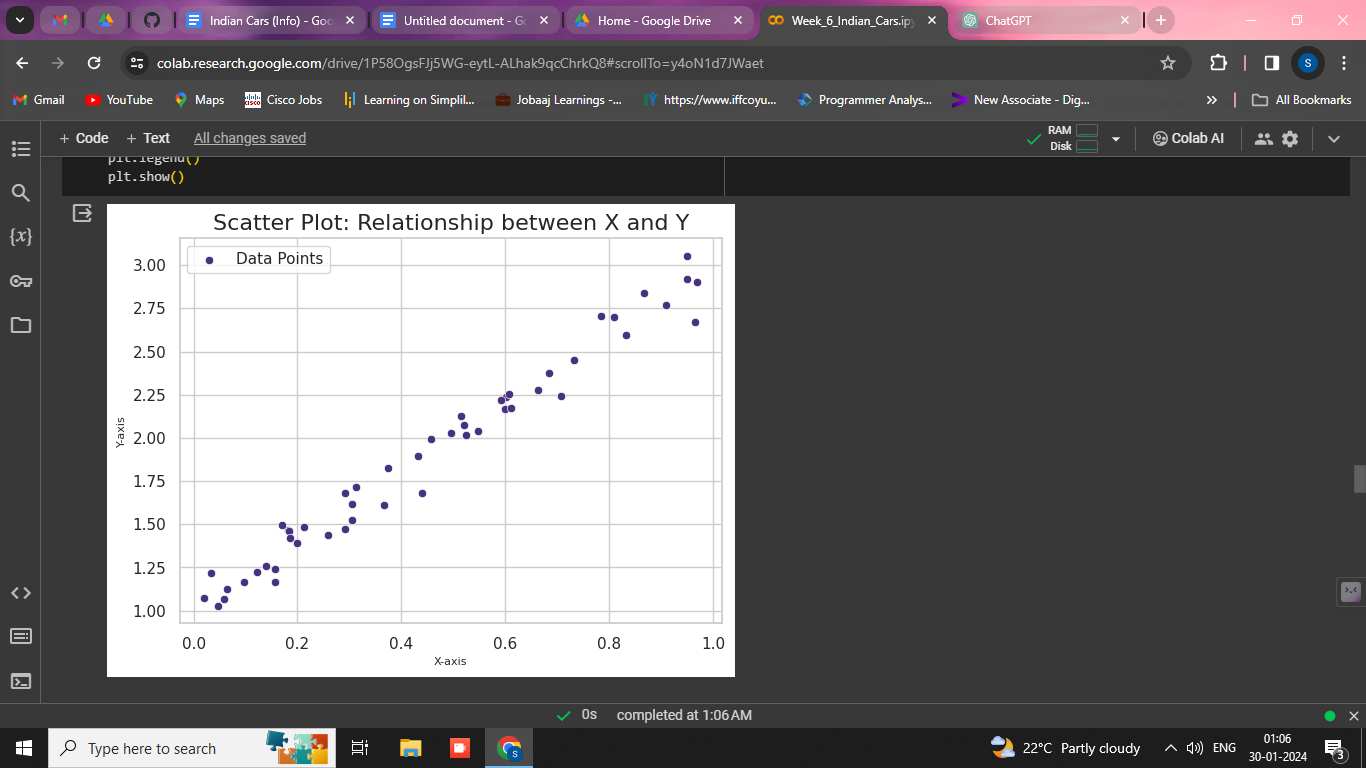 Indian Cars (Info) - Goo
Untitled document - Go
Home - Google Drive
Week_6_Indian_Cars.ipy
ChatGPT
colab.research.google.com/drive/1P58OgsFJj5WG-eytL-ALhak9qcChrkQ8#scrollTo=y4oN1d7JWaet
S
Gmail
YouTube
Maps
Cisco Jobs
Learning on Simplil...
Jobaaj Learnings -...
https://www.iffcoyu...
Programmer Analys...
New Associate - Dig...
All Bookmarks
+ Code + Text All changes saved
RAM
Disk
Colab AI
plt.legend()
plt.show()
Scatter Plot: Relationship between X and Y
Data Points
3.00
2.75
2.50
2.25
2.00
1.75
1.50
1.25
1.00
Y-axis
0.0 0.2 0.4 0.6 0.8 1.0
X-axis
0s completed at 1:06 AM
Type here to search
22°C Partly cloudy
ENG
01:06
30-01-2024
3